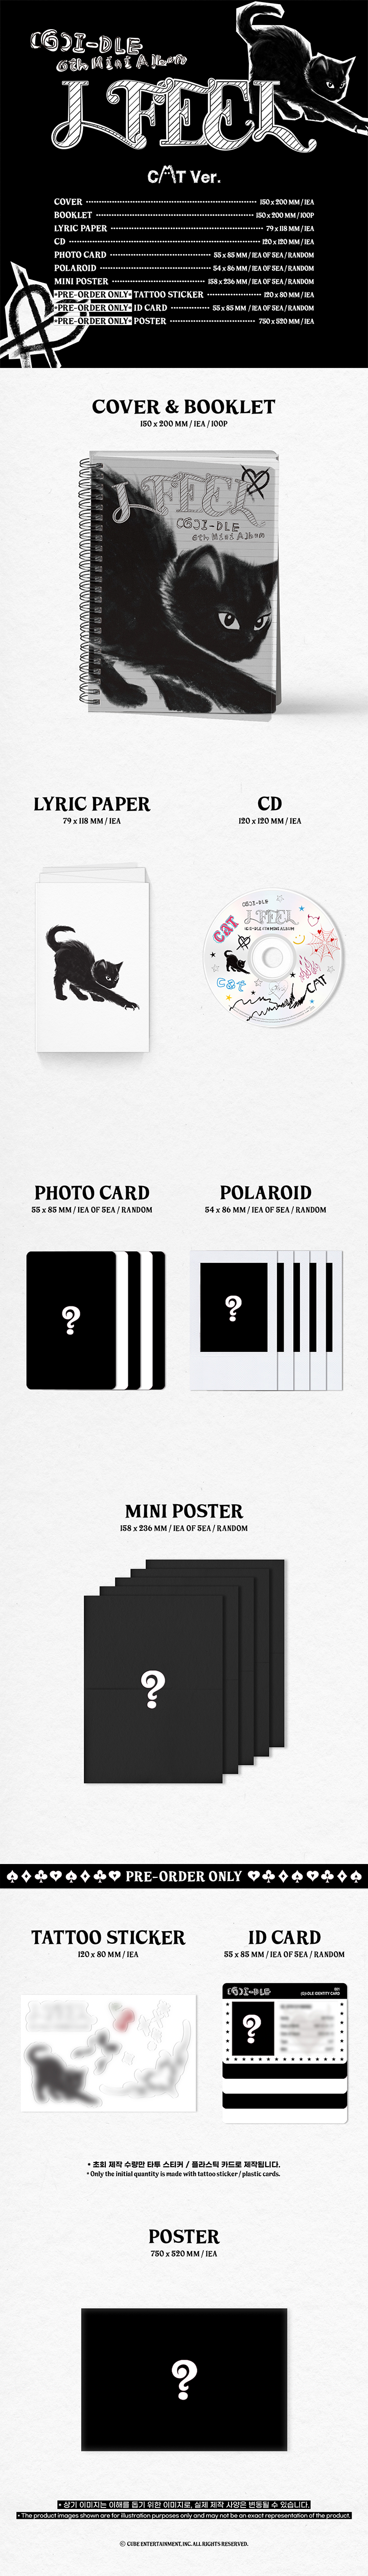 (G)I-DLE
6th Mini Album
I FEEL
CAT Ver.
COVER 150 x 200 MM / 1EA
BOOKLET 150 x 200 MM / 100P
LYRIC PAPER 79 x 118 MM / 1EA
CD 120 x 120 MM / 1EA
PHOTO CARD 55 x 85 MM / 1EA OF 5EA / RANDOM
POLAROID 54 x 86 MM / 1EA OF 5EA / RANDOM
MINI POSTER 158 x 236 MM / 1EA OF 5EA / RANDOM
*PRE-ORDER ONLY* TATTOO STICKER 120 x 80 MM / 1EA
*PRE-ORDER ONLY* ID CARD 55 x 85 MM / 1EA OF 5EA / RANDOM
*PRE-ORDER ONLY* POSTER 750 x 520 MM / 1EA
COVER & BOOKLET
150 x 200 MM / 1EA / 100P
I FEEL
(G)I-DLE
6th Mini Album
LYRIC PAPER
79 x 118 MM / 1EA
CD
120 x 120 MM / 1EA
(G)I-DLE
I FEEL
(G)I-DLE 6TH MINI ALBUM
CAT
Cat
CAT
PHOTO CARD
55 x 85 MM / 1EA OF 5EA / RANDOM
POLAROID
54 x 86 MM / 1EA OF 5EA / RANDOM
?
?
MINI POSTER
158 x 236 MM / 1EA OF 5EA / RANDOM
?
PRE-ORDER ONLY
TATTOO STICKER
120 x 80 MM / 1EA
ID CARD
55 x 85 MM / 1EA OF 5EA / RANDOM
(G)I-DLE
(G)I-DLE IDENTITY CARD
?
* 초회 제작 수량만 타투 스티커 / 플라스틱 카드로 제작됩니다.
* Only the initial quantity is made with tattoo sticker / plastic cards.
POSTER
750 x 520 MM / 1EA
?
* 상기 이미지는 이해를 돕기 위한 이미지로, 실제 제작 사양은 변동될 수 있습니다.
* The product images shown are for illustration purposes only and may not be an exact representation of the product.
© CUBE ENTERTAINMENT, INC. ALL RIGHTS RESERVED.